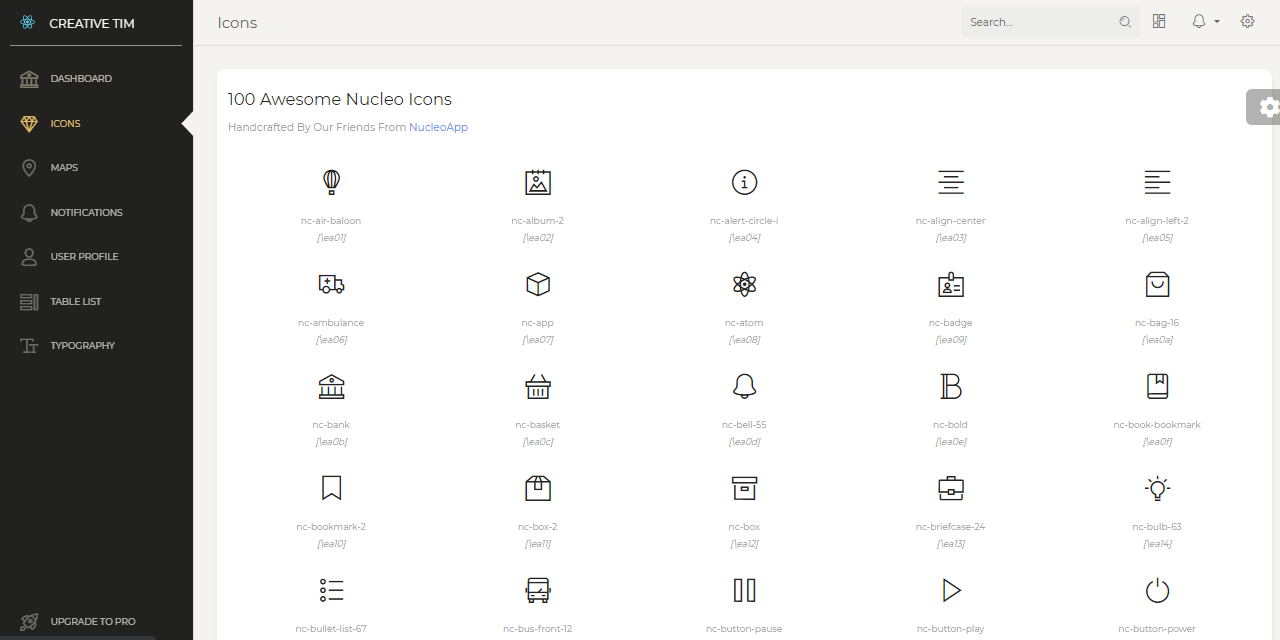 CREATIVE TIM
DASHBOARD
ICONS
MAPS
NOTIFICATIONS
USER PROFILE
TABLE LIST
TYPOGRAPHY
UPGRADE TO PRO
Icons
Search...
100 Awesome Nucleo Icons
Handcrafted By Our Friends From NucleoApp
nc-air-baloon nc-album-2 nc-alert-circle-i nc-align-center nc-align-left-2
[\ea01] [\ea02] [\ea04] [\ea03] [\ea05]
nc-ambulance nc-app nc-atom nc-badge nc-bag-16
[\ea06] [\ea07] [\ea08] [\ea09] [\ea0a]
nc-bank nc-basket nc-bell-55 nc-bold nc-book-bookmark
[\ea0b] [\ea0c] [\ea0d] [\ea0e] [\ea0f]
nc-bookmark-2 nc-box-2 nc-box nc-briefcase-24 nc-bulb-63
[\ea10] [\ea11] [\ea12] [\ea13] [\ea14]
nc-bullet-list-67 nc-bus-front-12 nc-button-pause nc-button-play nc-button-power